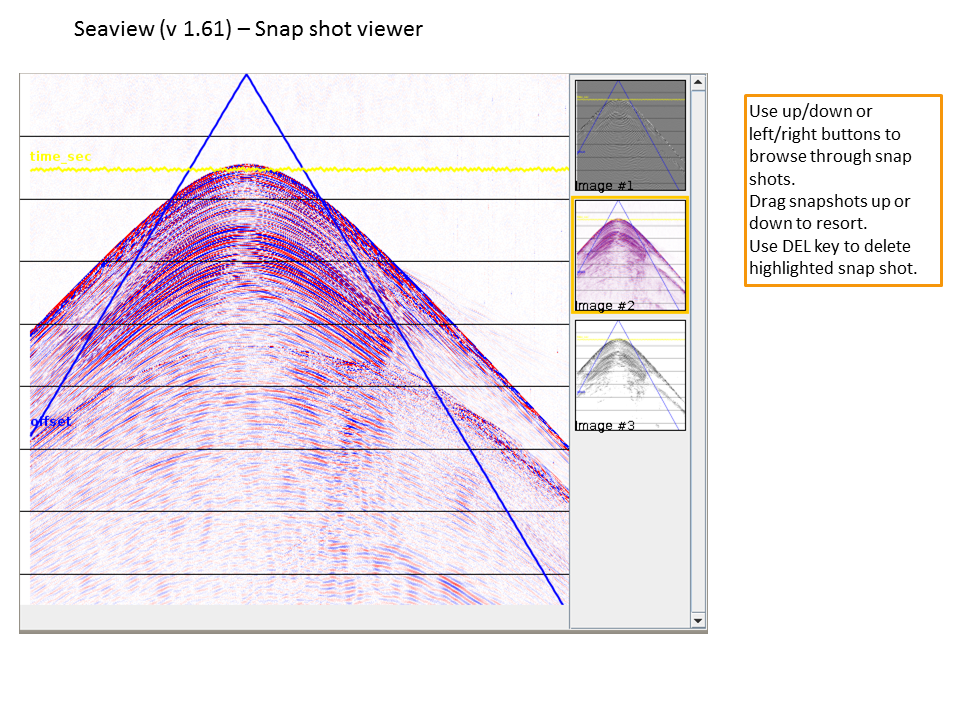 Seaview (v 1.61) – Snap shot viewer
time_sec
offset
Image #1
Image #2
Image #3
Use up/down or
left/right buttons to
browse through snap
shots.
Drag snapshots up or
down to resort.
Use DEL key to delete
highlighted snap shot.